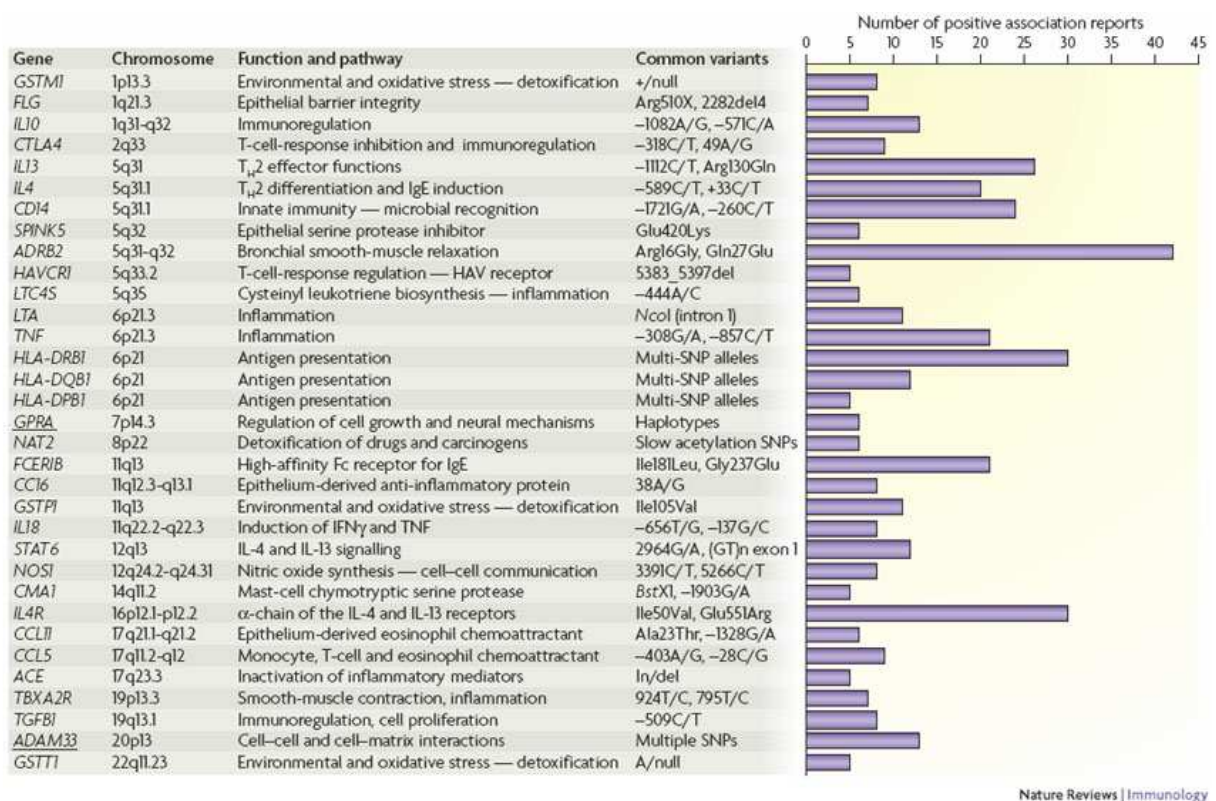 Number of positive association reports
0 5 10 15 20 25 30 35 40 45
Gene Chromosome Function and pathway Common variants
GSTM1 1p13.3 Environmental and oxidative stress — detoxification +/null
FLG 1q21.3 Epithelial barrier integrity Arg510X, 2282del4
IL10 1q31-q32 Immunoregulation –1082A/G, –571C/A
CTLA4 2q33 T-cell-response inhibition and immunoregulation –318C/T, 49A/G
IL13 5q31 TH2 effector functions –1112C/T, Arg130Gln
IL4 5q31.1 TH2 differentiation and IgE induction –589C/T, +33C/T
CD14 5q31.1 Innate immunity — microbial recognition –1721G/A, –260C/T
SPINK5 5q32 Epithelial serine protease inhibitor Glu420Lys
ADRB2 5q31-q32 Bronchial smooth-muscle relaxation Arg16Gly, Gln27Glu
HAVCR1 5q33.2 T-cell-response regulation — HAV receptor 5383_5397del
LTC4S 5q35 Cysteinyl leukotriene biosynthesis — inflammation –444A/C
LTA 6p21.3 Inflammation NcoI (intron 1)
TNF 6p21.3 Inflammation –308G/A, –857C/T
HLA-DRB1 6p21 Antigen presentation Multi-SNP alleles
HLA-DQB1 6p21 Antigen presentation Multi-SNP alleles
HLA-DPB1 6p21 Antigen presentation Multi-SNP alleles
GPRA 7p14.3 Regulation of cell growth and neural mechanisms Haplotypes
NAT2 8p22 Detoxification of drugs and carcinogens Slow acetylation SNPs
FCER1B 11q13 High-affinity Fc receptor for IgE Ile181Leu, Gly237Glu
CC16 11q12.3-q13.1 Epithelium-derived anti-inflammatory protein 38A/G
GSTP1 11q13 Environmental and oxidative stress — detoxification Ile105Val
IL18 11q22.2-q22.3 Induction of IFNγ and TNF –656T/G, –137G/C
STAT6 12q13 IL-4 and IL-13 signalling 2964G/A, (GT)n exon 1
NOS1 12q24.2-q24.31 Nitric oxide synthesis — cell–cell communication 3391C/T, 5266C/T
CMA1 14q11.2 Mast-cell chymotryptic serine protease BstX1, –1903G/A
IL4R 16p12.1-p12.2 α-chain of the IL-4 and IL-13 receptors Ile50Val, Glu551Arg
CCL11 17q21.1-q21.2 Epithelium-derived eosinophil chemoattractant Ala23Thr, –1328G/A
CCL5 17q11.2-q12 Monocyte, T-cell and eosinophil chemoattractant –403A/G, –28C/G
ACE 17q23.3 Inactivation of inflammatory mediators In/del
TBXA2R 19p13.3 Smooth-muscle contraction, inflammation 924T/C, 795T/C
TGFB1 19q13.1 Immunoregulation, cell proliferation –509C/T
ADAM33 20p13 Cell–cell and cell–matrix interactions Multiple SNPs
GSTT1 22q11.23 Environmental and oxidative stress — detoxification A/null
Nature Reviews | Immunology